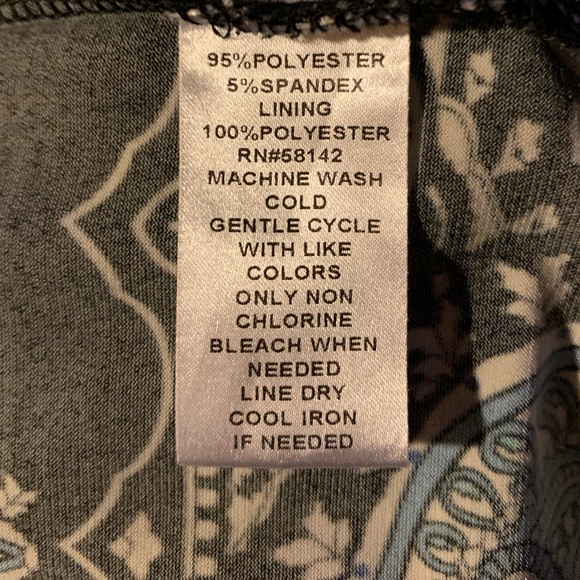 95%POLYESTER
5%SPANDEX
LINING
100%POLYESTER
RN#58142
MACHINE WASH
COLD
GENTLE CYCLE
WITH LIKE
COLORS
ONLY NON
CHLORINE
BLEACH WHEN
NEEDED
LINE DRY
COOL IRON
IF NEEDED